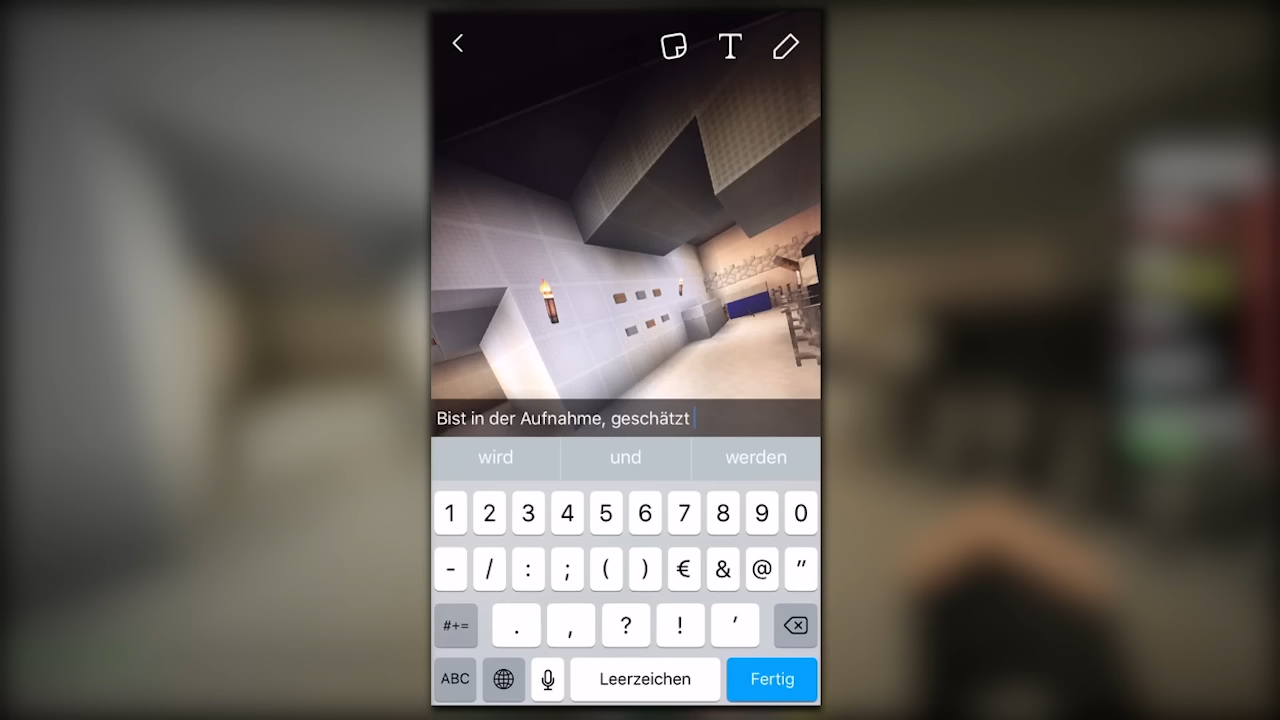 T
Bist in der Aufnahme, geschätzt
wird und werden
1 2 3 4 5 6 7 8 9 0
- / : ; ( ) € & @ "
#+= . , ? ! ′
ABC Leerzeichen Fertig